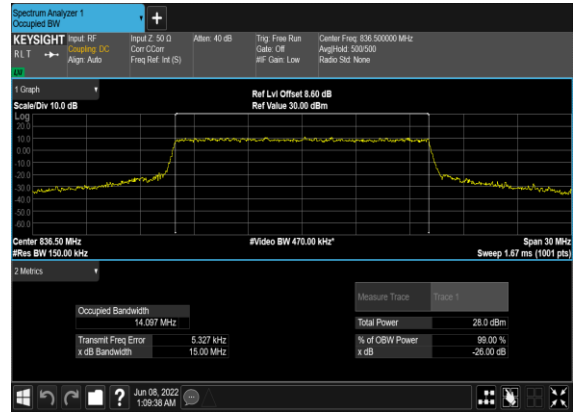 Spectrum Analyzer 1
Occupied BW
+
KEYSIGHT Input: RF Input Z: 50 Ω Atten: 40 dB Trig: Free Run Center Freq: 836.500000 MHz
RLT Coupling: DC Corr CCorr Gate: Off Avg|Hold: 500/500
Align: Auto Freq Ref: Int (S) #IF Gain: Low Radio Std: None
LXI
1 Graph
Ref Lvl Offset 8.60 dB
Scale/Div 10.0 dB Ref Value 30.00 dBm
Log
20.0
10.0
0.00
-10.0
-20.0
-30.0
-40.0
-50.0
-60.0
Center 836.50 MHz #Video BW 470.00 kHz* Span 30 MHz
#Res BW 150.00 kHz Sweep 1.67 ms (1001 pts)
2 Metrics
Measure Trace Trace 1
Occupied Bandwidth
14.097 MHz Total Power 28.0 dBm
Transmit Freq Error 5.327 kHz % of OBW Power 99.00 %
x dB Bandwidth 15.00 MHz x dB -26.00 dB
? Jun 08, 2022
1:09:38 AM